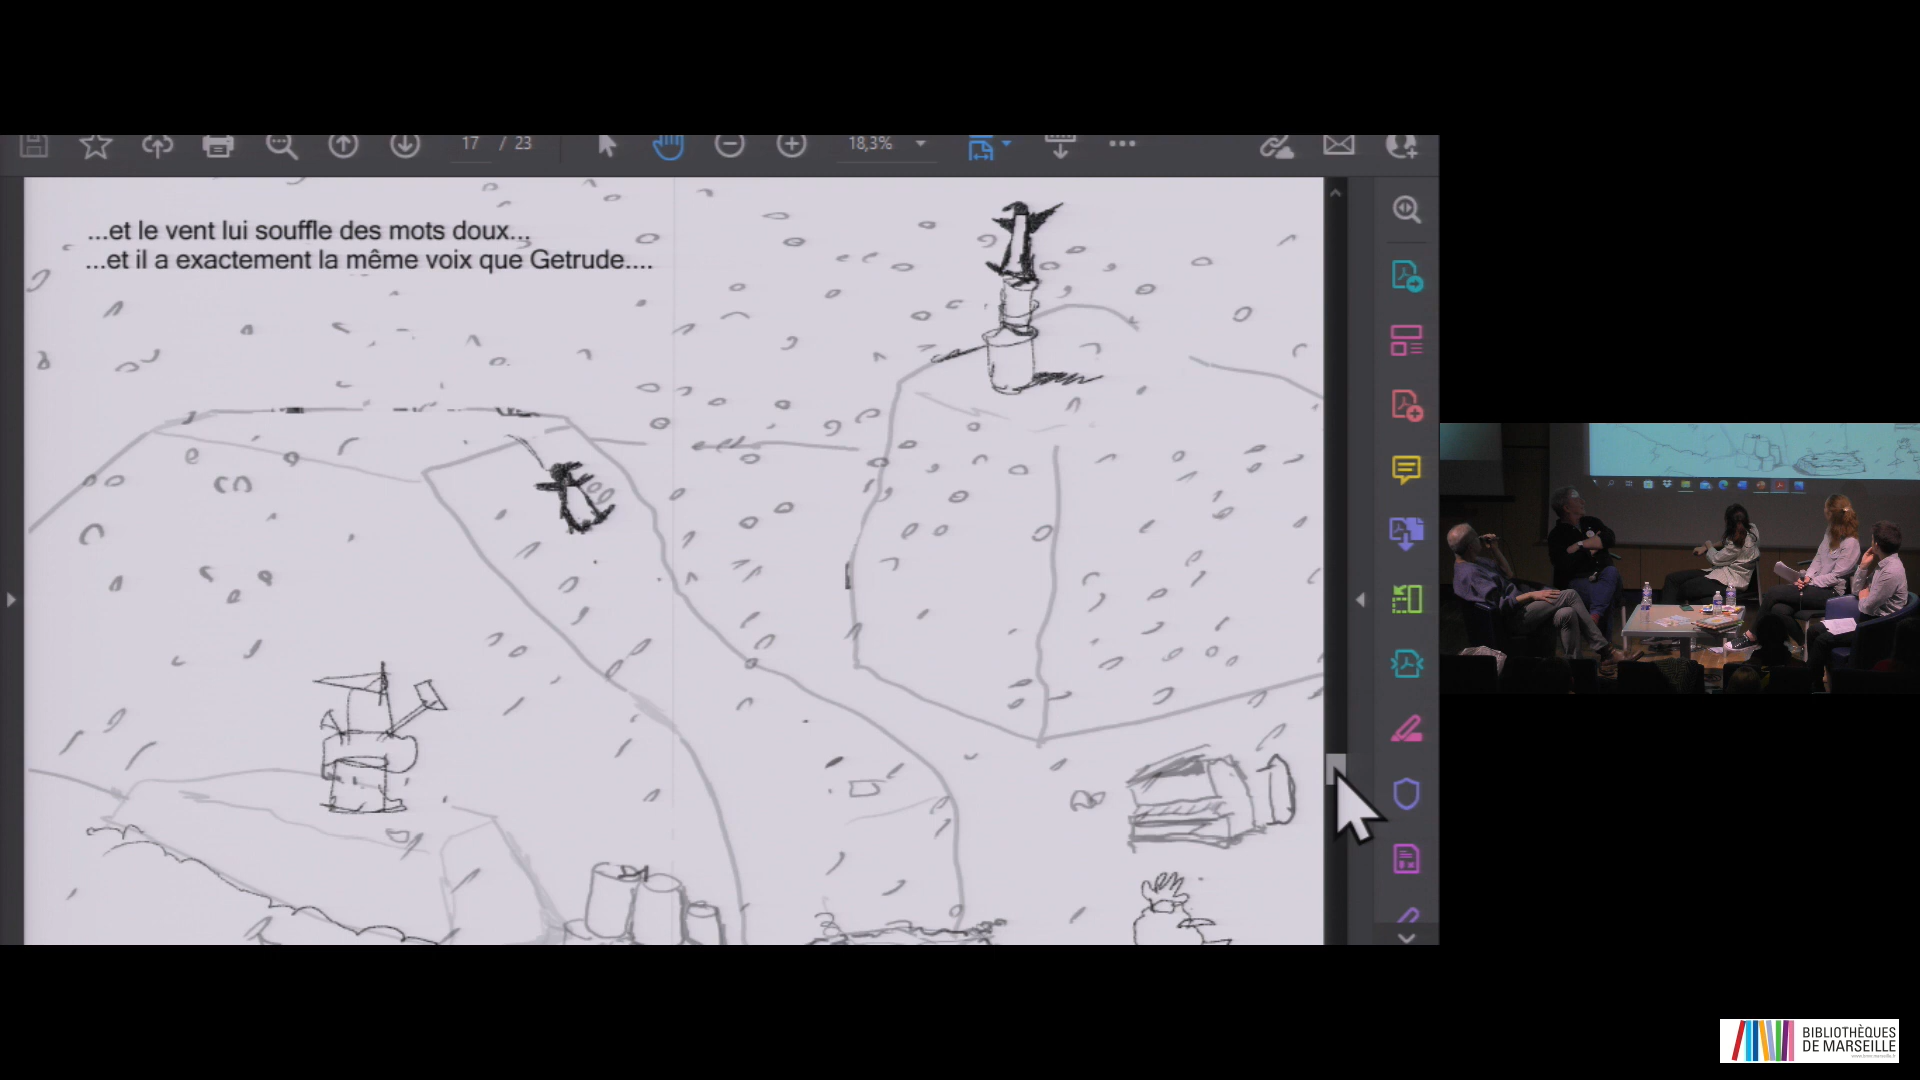 17 / 23
18,3%
...et le vent lui souffle des mots doux...
...et il a exactement la même voix que Getrude....
BIBLIOTHÈQUES
DE MARSEILLE